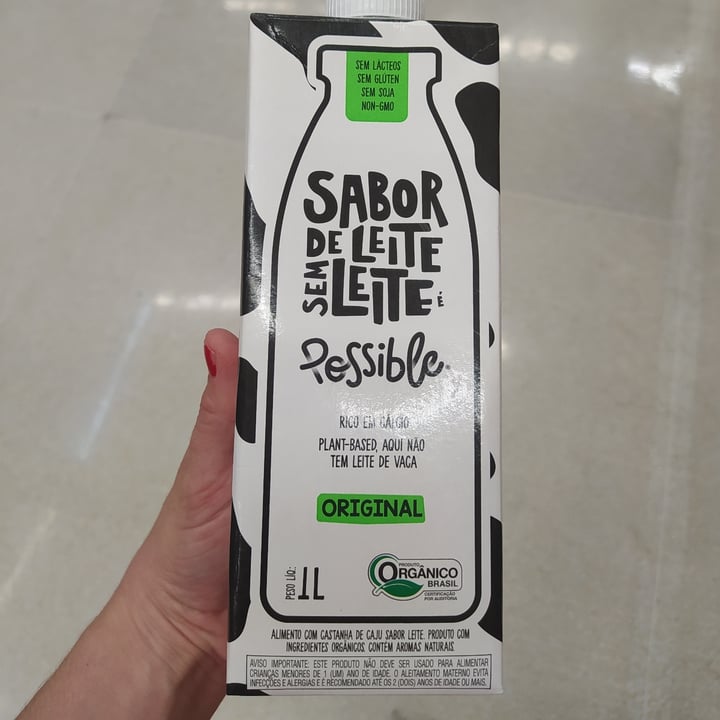 SEM LÁCTEOS
SEM GLÚTEN
SEM SOJA
NON-GMO
SABOR
DE LEITE
SEM LEITE É
Possible.
RICO EM CÁLCIO
PLANT-BASED, AQUI NÃO
TEM LEITE DE VACA
ORIGINAL
PESO LÍQ.: 1L
PRODUTO
ORGÂNICO
BRASIL
CERTIFICAÇÃO
POR AUDITORIA
ALIMENTO COM CASTANHA DE CAJU SABOR LEITE. PRODUTO COM
INGREDIENTES ORGÂNICOS. CONTÉM AROMAS NATURAIS.
AVISO IMPORTANTE: ESTE PRODUTO NÃO DEVE SER USADO PARA ALIMENTAR
CRIANÇAS MENORES DE 1 (UM) ANO DE IDADE. O ALEITAMENTO MATERNO EVITA
INFECÇÕES E ALERGIAS E É RECOMENDADO ATÉ OS 2 (DOIS) ANOS DE IDADE OU MAIS.